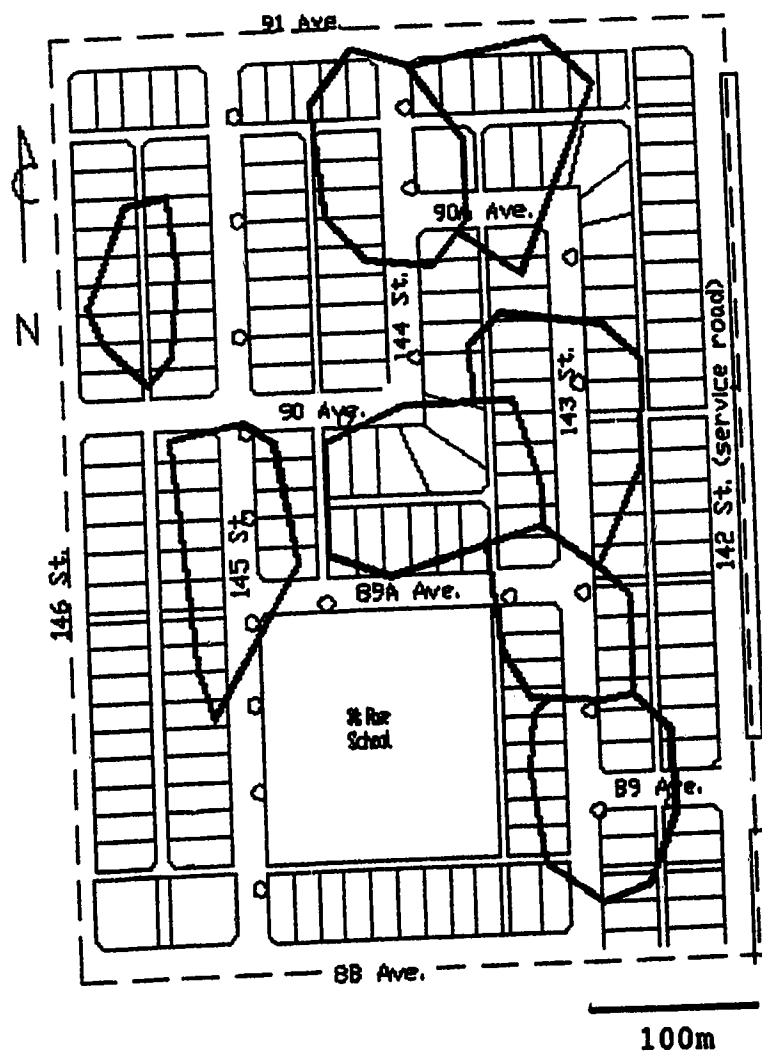 91 Ave.
N
90A Ave.
144 St.
143 St.
142 St. (service road)
90 Ave.
145 St.
146 St.
89A Ave.
School
89 Ave.
88 Ave.
100m